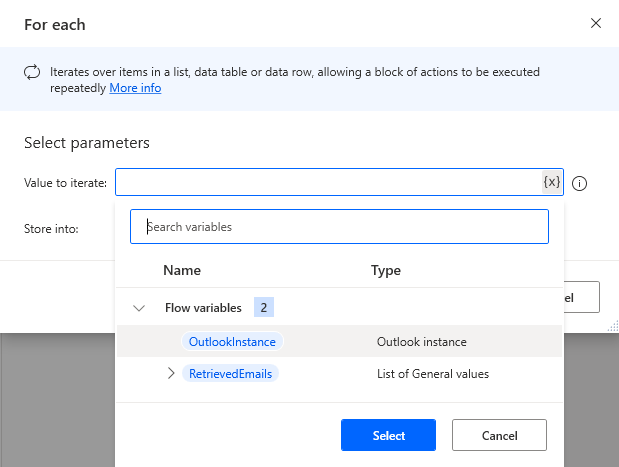 For each
Iterates over items in a list, data table or data row, allowing a block of actions to be executed
repeatedly More info
Select parameters
Value to iterate:
{x}
Store into:
Search variables
Name Type
Flow variables 2
OutlookInstance Outlook instance
RetrievedEmails List of General values
Select Cancel